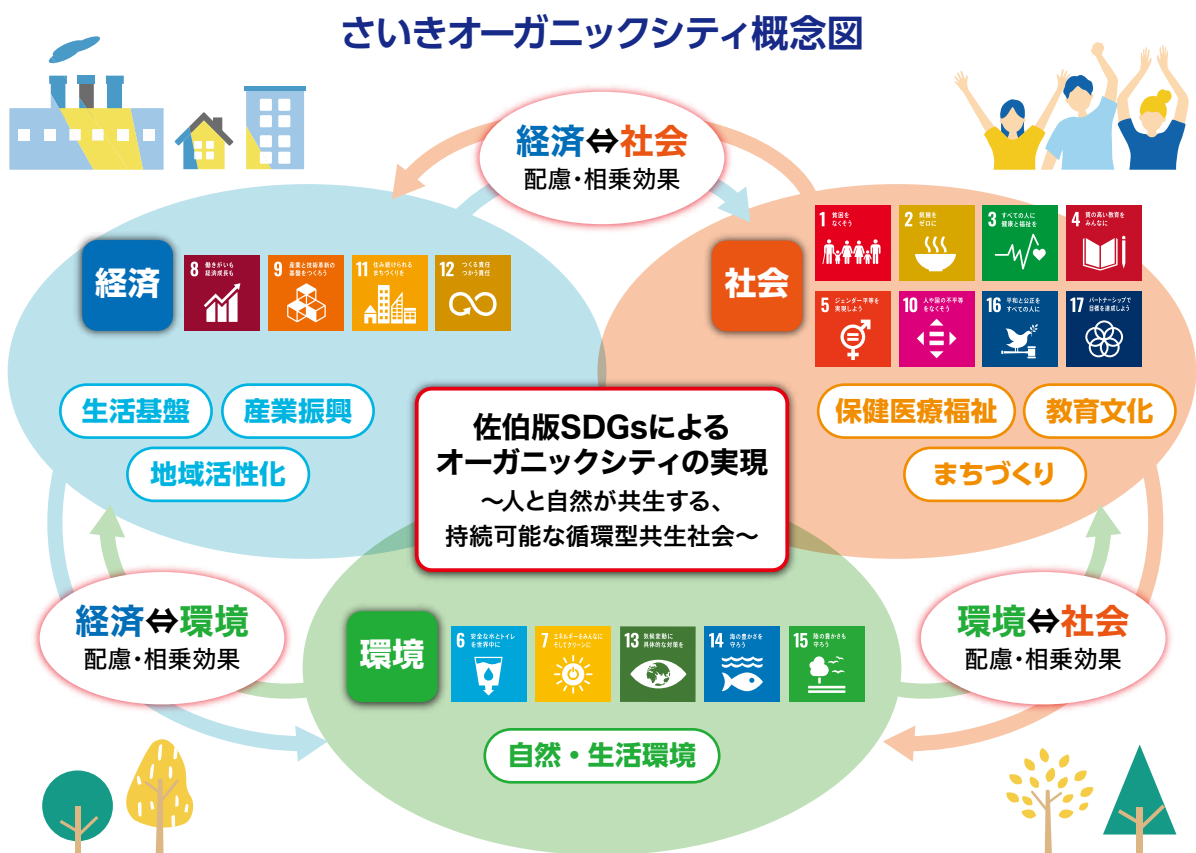 さいきオーガニックシティ概念図
経済⇔社会
配慮・相乗効果
経済
8 働きがいも
経済成長も
9 産業と技術革新の
基盤をつくろう
11 住み続けられる
まちづくりを
12 つくる責任
つかう責任
生活基盤
産業振興
地域活性化
社会
1 貧困を
なくそう
2 飢餓を
ゼロに
3 すべての人に
健康と福祉を
4 質の高い教育を
みんなに
5 ジェンダー平等を
実現しよう
10 人や国の不平等
をなくそう
16 平和と公正を
すべての人に
17 パートナーシップで
目標を達成しよう
保健医療福祉
教育文化
まちづくり
佐伯版SDGsによる
オーガニックシティの実現
〜人と自然が共生する、
持続可能な循環型共生社会〜
経済⇔環境
配慮・相乗効果
環境⇔社会
配慮・相乗効果
環境
6 安全な水とトイレ
を世界中に
7 エネルギーをみんなに
そしてクリーンに
13 気候変動に
具体的な対策を
14 海の豊かさを
守ろう
15 陸の豊かさも
守ろう
自然・生活環境